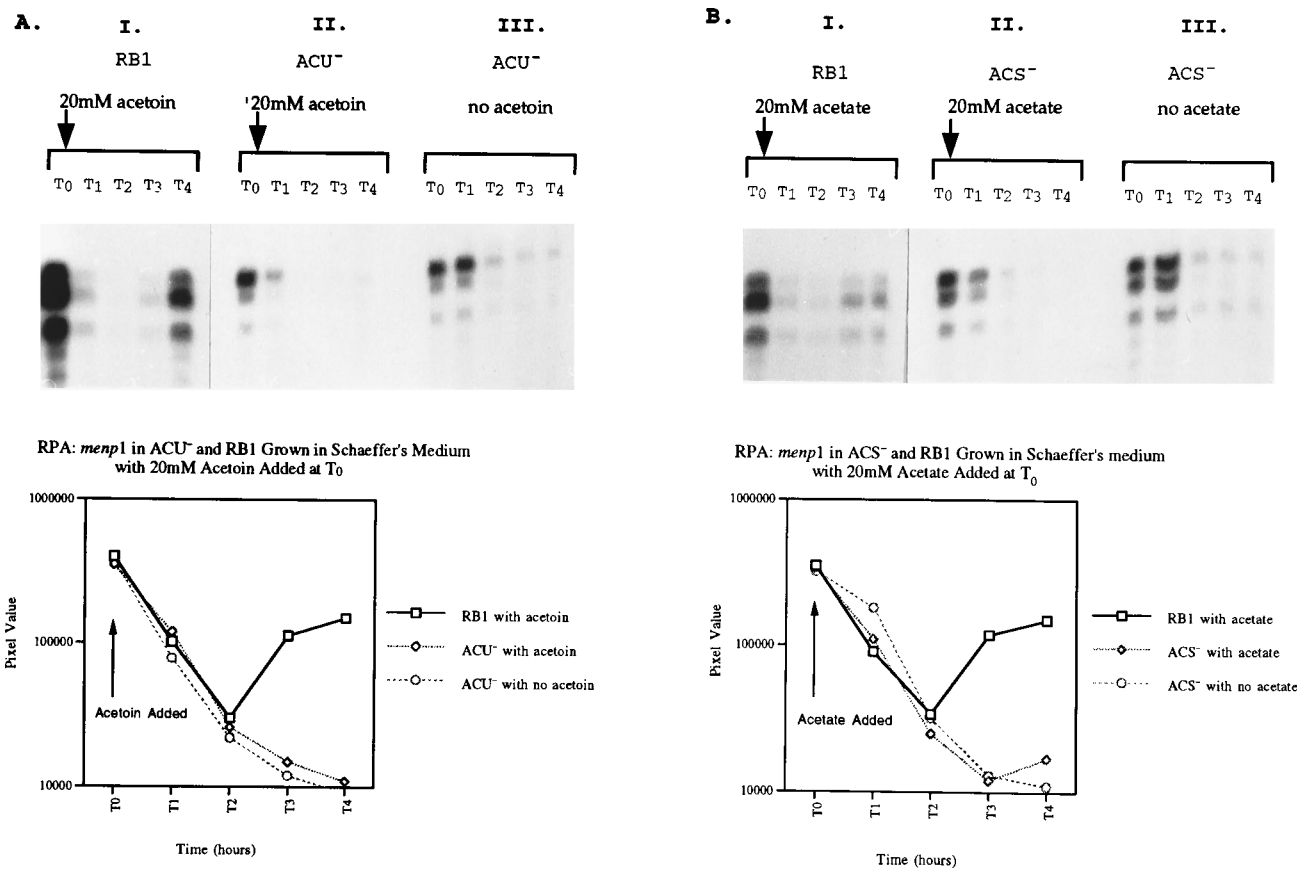 A.
I. II. III.
RB1 ACU⁻ ACU⁻
20mM acetoin '20mM acetoin no acetoin
T0 T1 T2 T3 T4 T0 T1 T2 T3 T4 T0 T1 T2 T3 T4
RPA: menp1 in ACU⁻ and RB1 Grown in Schaeffer's Medium
with 20mM Acetoin Added at T0
1000000
100000
10000
Pixel Value
Acetoin Added
T0 T1 T2 T3 T4
Time (hours)
RB1 with acetoin
ACU⁻ with acetoin
ACU⁻ with no acetoin
B.
I. II. III.
RB1 ACS⁻ ACS⁻
20mM acetate 20mM acetate no acetate
T0 T1 T2 T3 T4 T0 T1 T2 T3 T4 T0 T1 T2 T3 T4
RPA: menp1 in ACS⁻ and RB1 Grown in Schaeffer's medium
with 20mM Acetate Added at T0
1000000
100000
10000
Pixel Value
Acetate Added
T0 T1 T2 T3 T4
Time (hours)
RB1 with acetate
ACS⁻ with acetate
ACS⁻ with no acetate